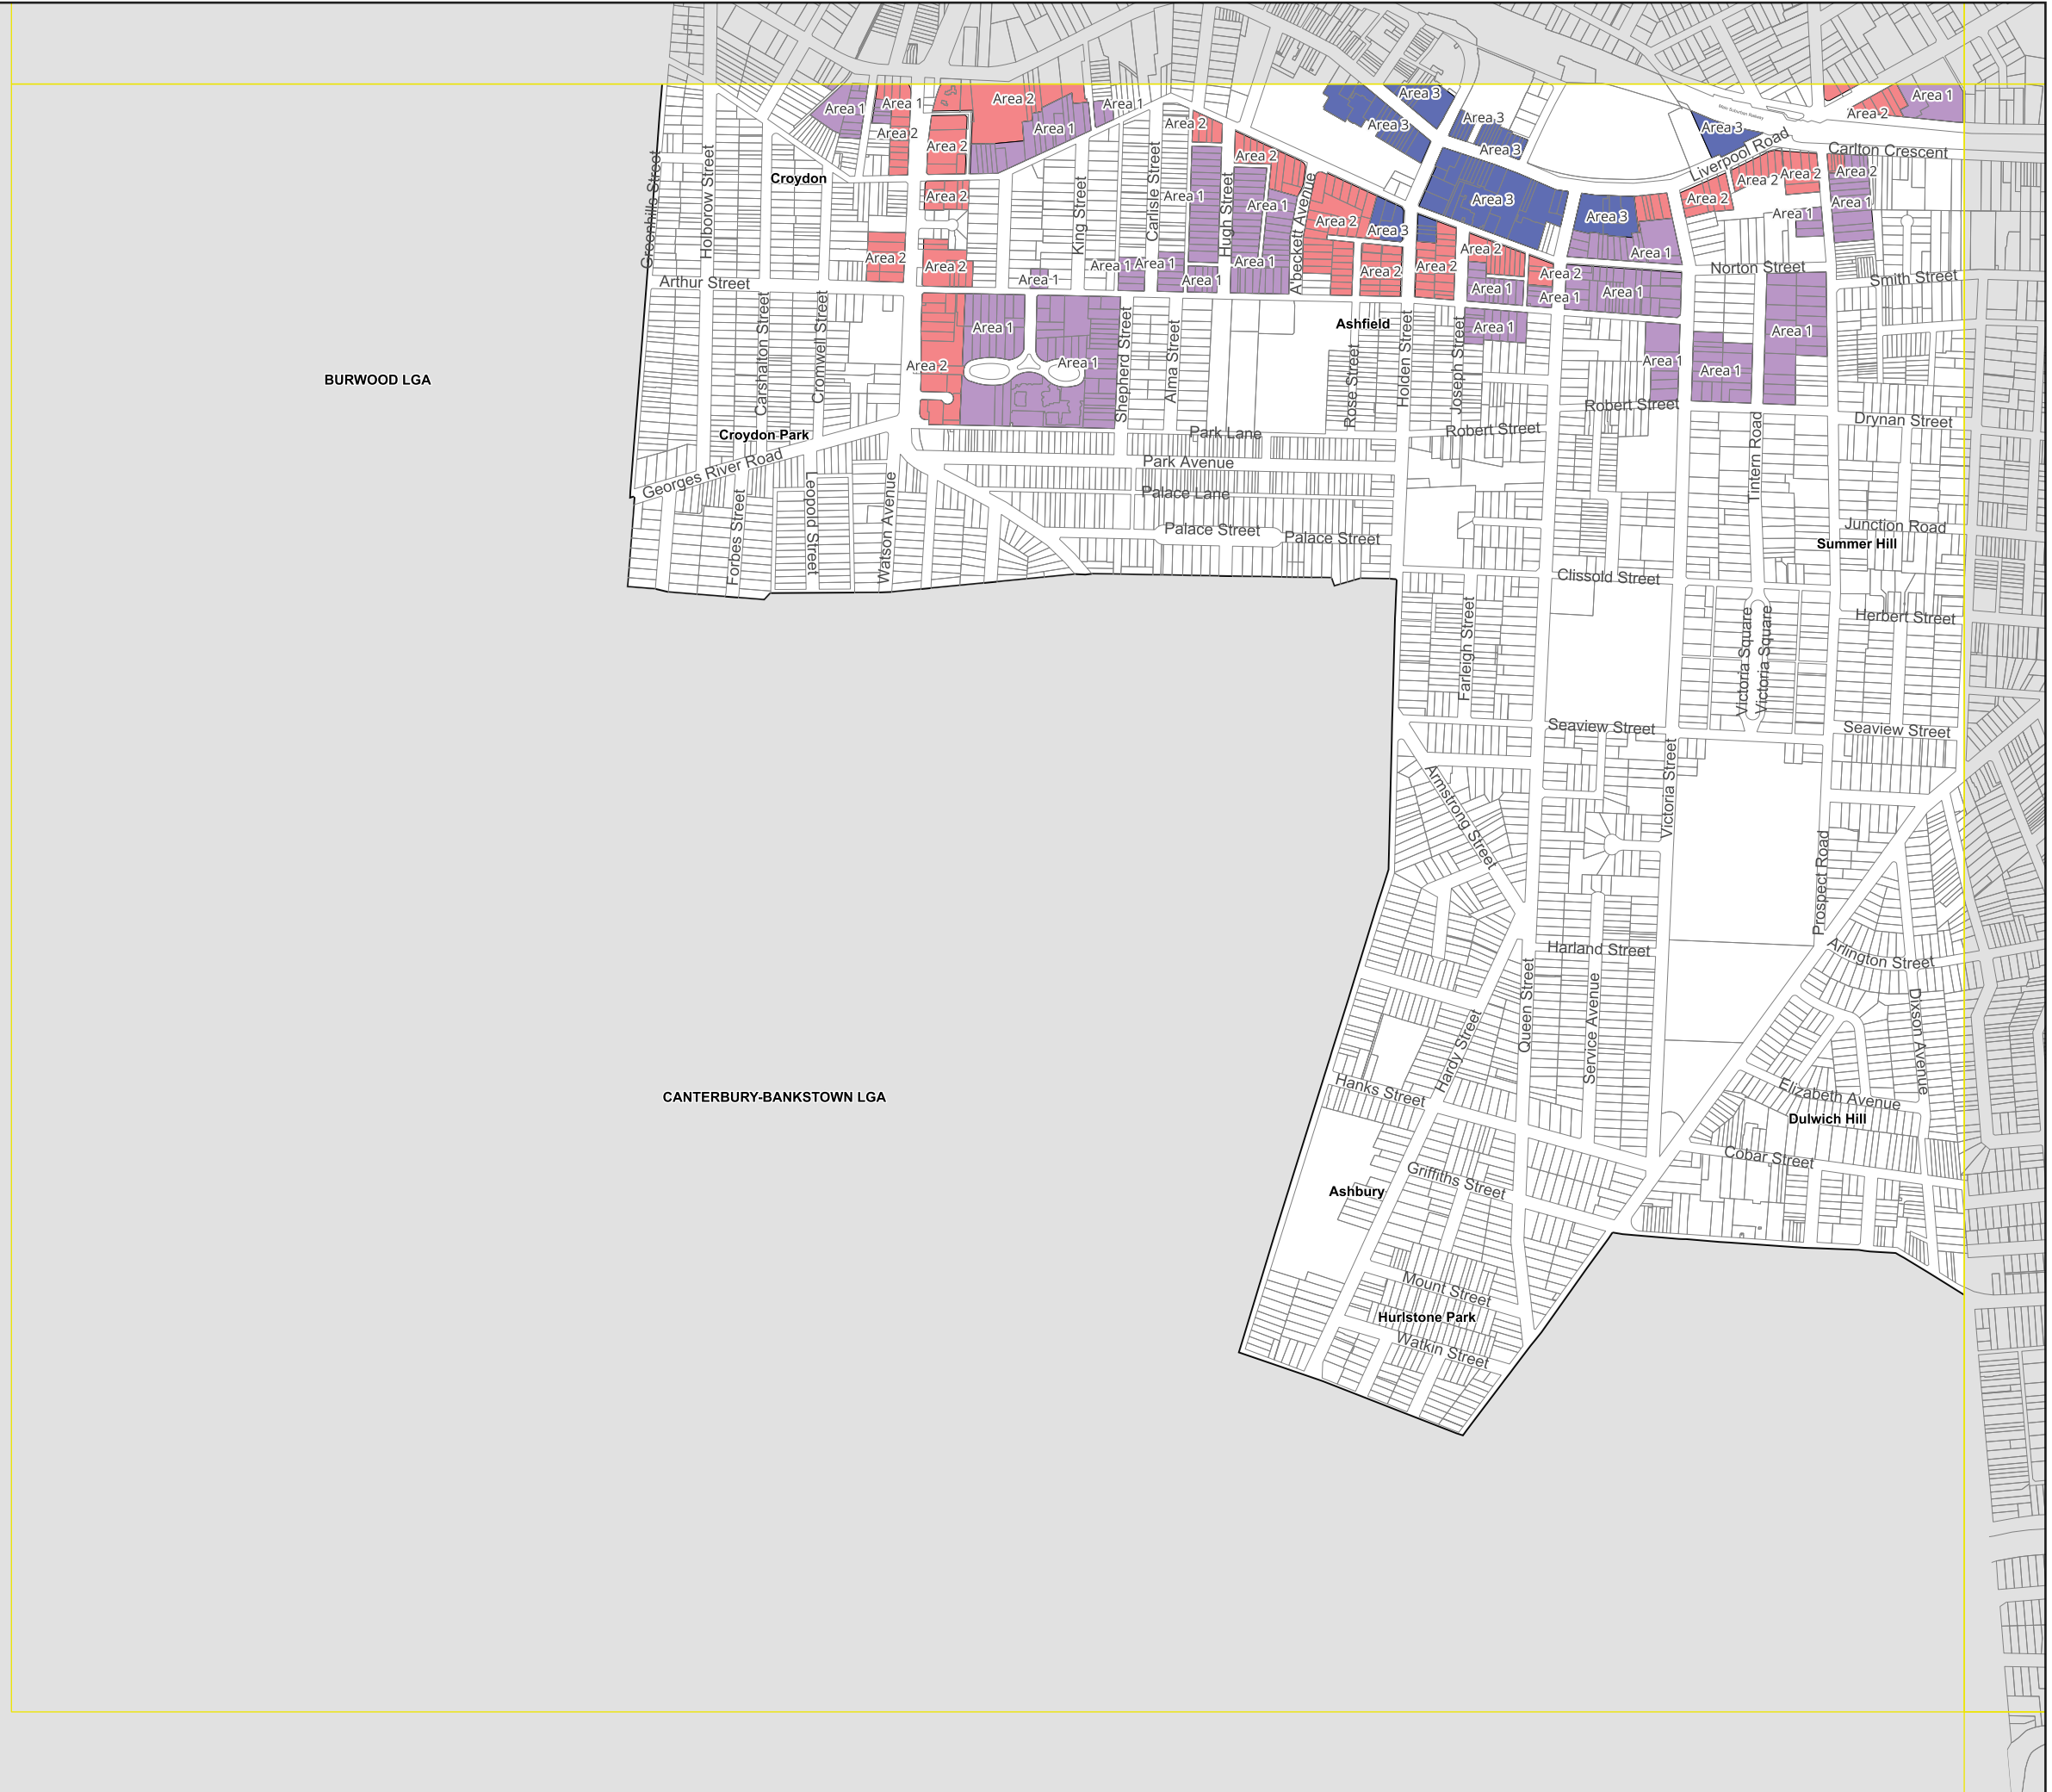 Area 3
Area 1
Area 2
Area 1
Area 1
Area 1
Area 2
Area 3
Area 2
Area 1
Area 2
Area 3
Area 3
Area 3
Liverpool Road
Carlton Crescent
Area 2
Area 2
Area 3
Greenhills Street
Holbrow Street
Croydon
Area 2
King Street
Carlisle Street
Area 1
Hugh Street
Area 1
A'beckett Avenue
Area 2
Area 3
Area 3
Area 3
Area 2
Area 2
Area 2
Area 2
Area 1
Area 1
Area 2
Area 2
Area 1
Area 1
Area 1
Area 1
Area 1
Area 2
Area 2
Area 2
Area 1
Area 2
Norton Street
Smith Street
Arthur Street
Area 1
Area 1
Area 1
Area 1
Carshalton Street
Cromwell Street
Area 1
Area 1
Area 2
Shepherd Street
Alma Street
Ashfield
Rose Street
Holden Street
Joseph Street
Area 1
Area 1
Area 1
Area 1
BURWOOD LGA
Croydon Park
Georges River Road
Park Lane
Robert Street
Robert Street
Drynan Street
Park Avenue
Palace Lane
Tintern Road
Forbes Street
Leopold Street
Watson Avenue
Palace Street
Palace Street
Junction Road
Summer Hill
Clissold Street
Farleigh Street
Victoria Square
Victoria Square
Herbert Street
Seaview Street
Seaview Street
Armstrong Street
Victoria Street
Prospect Road
Harland Street
Arlington Street
Queen Street
Service Avenue
Dixson Avenue
Hardy Street
Hanks Street
Elizabeth Avenue
CANTERBURY-BANKSTOWN LGA
Dulwich Hill
Cobar Street
Griffiths Street
Ashbury
Mount Street
Hurlstone Park
Watkin Street